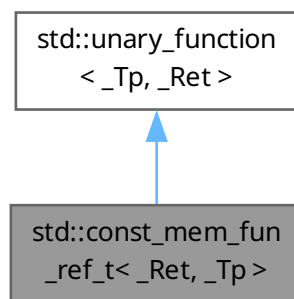 std::unary_function
< _Tp, _Ret >
std::const_mem_fun
_ref_t< _Ret, _Tp >